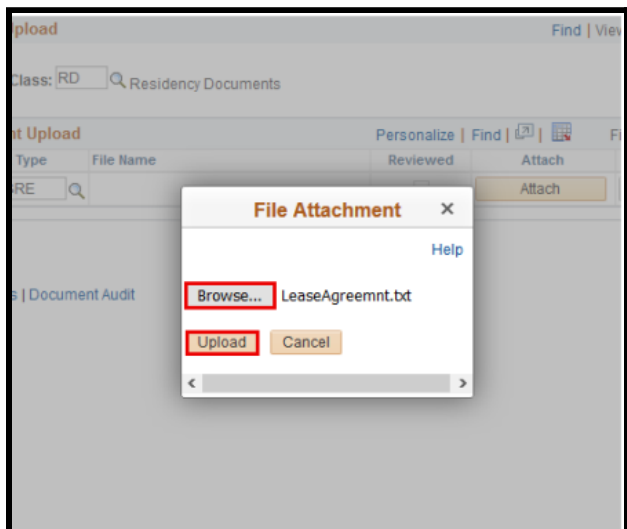 pload Find | View
Class: RD Residency Documents
nt Upload Personalize | Find | | F
Type File Name Reviewed Attach
RE Attach
File Attachment ×
Help
s | Document Audit
Browse... LeaseAgreemnt.txt
Upload Cancel